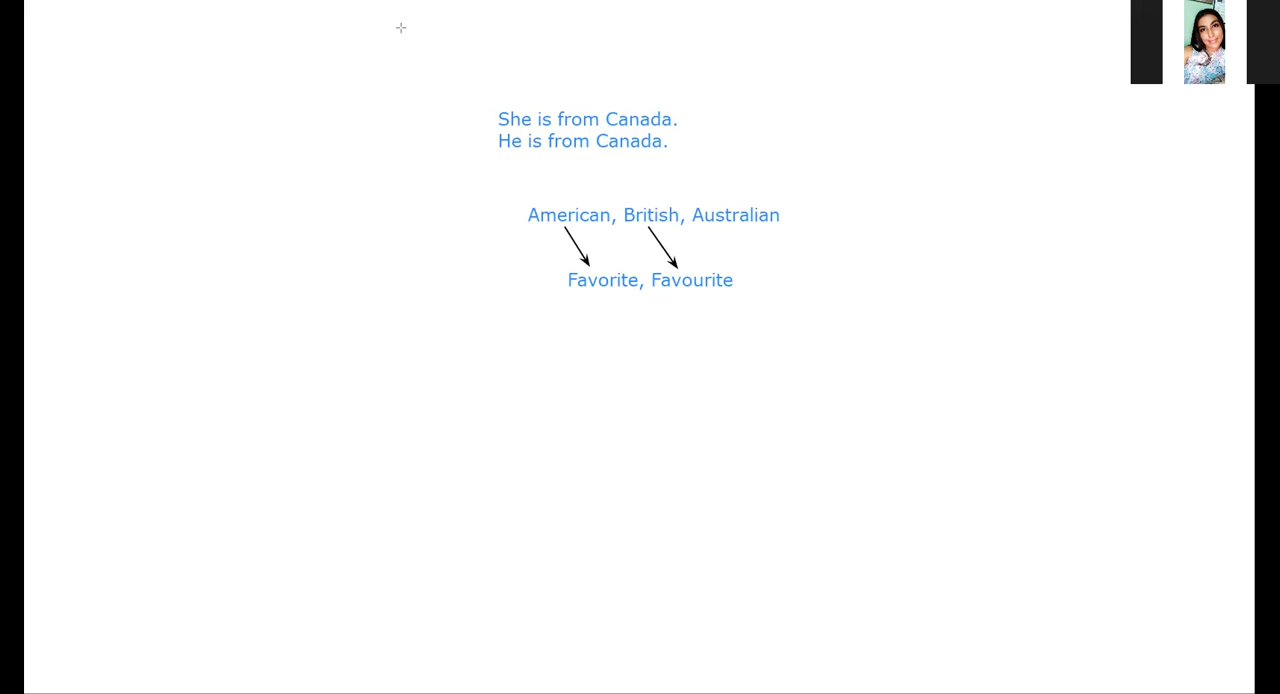 She is from Canada.
He is from Canada.
American, British, Australian
Favorite, Favourite